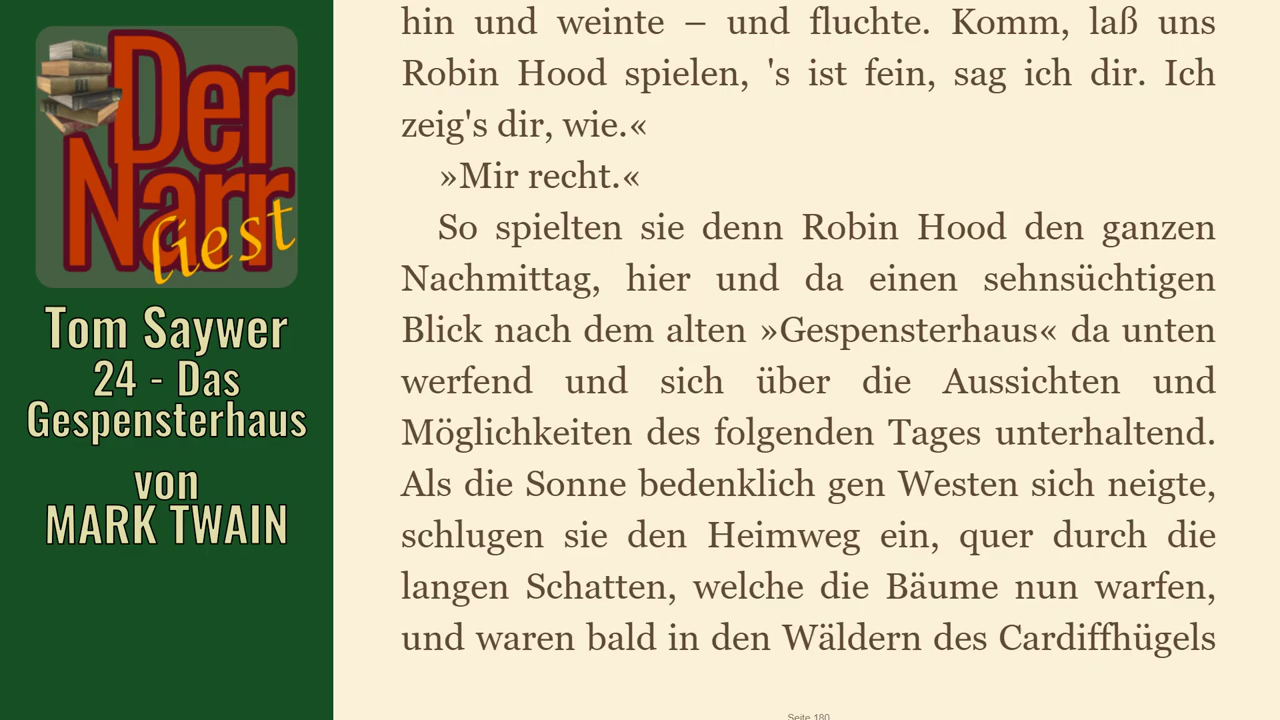 Der
Narr
liest
Tom Saywer
24 - Das
Gespensterhaus
von
MARK TWAIN
hin und weinte – und fluchte. Komm, laß uns
Robin Hood spielen, 's ist fein, sag ich dir. Ich
zeig's dir, wie.«
»Mir recht.«
So spielten sie denn Robin Hood den ganzen
Nachmittag, hier und da einen sehnsüchtigen
Blick nach dem alten »Gespensterhaus« da unten
werfend und sich über die Aussichten und
Möglichkeiten des folgenden Tages unterhaltend.
Als die Sonne bedenklich gen Westen sich neigte,
schlugen sie den Heimweg ein, quer durch die
langen Schatten, welche die Bäume nun warfen,
und waren bald in den Wäldern des Cardiffhügels
Seite 180